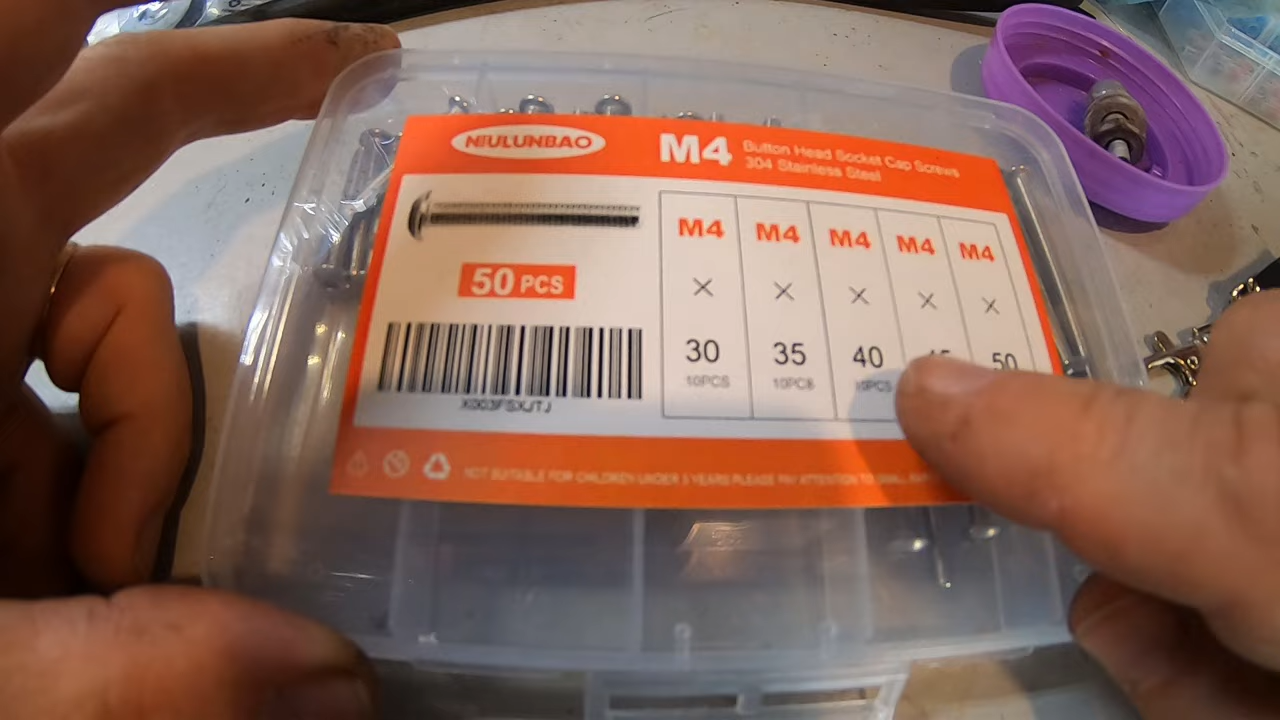 NIULUNBAO
M4
Button Head Socket Cap Screws
304 Stainless Steel
50 PCS
M4 M4 M4 M4 M4
× × × × ×
30 35 40 45 50
10PCS 10PCS 10PCS
NOT SUITABLE FOR CHILDREN UNDER 3 YEARS PLEASE PAY ATTENTION TO SMALL